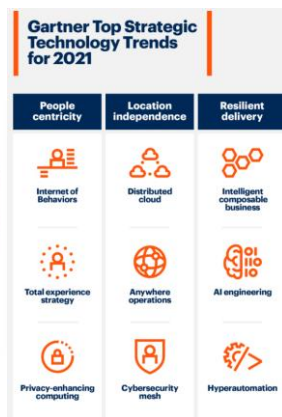 Gartner Top Strategic
Technology Trends
for 2021
People
centricity
Location
independence
Resilient
delivery
Internet of
Behaviors
Distributed
cloud
Intelligent
composable
business
Total experience
strategy
Anywhere
operations
AI engineering
Privacy-enhancing
computing
Cybersecurity
mesh
Hyperautomation